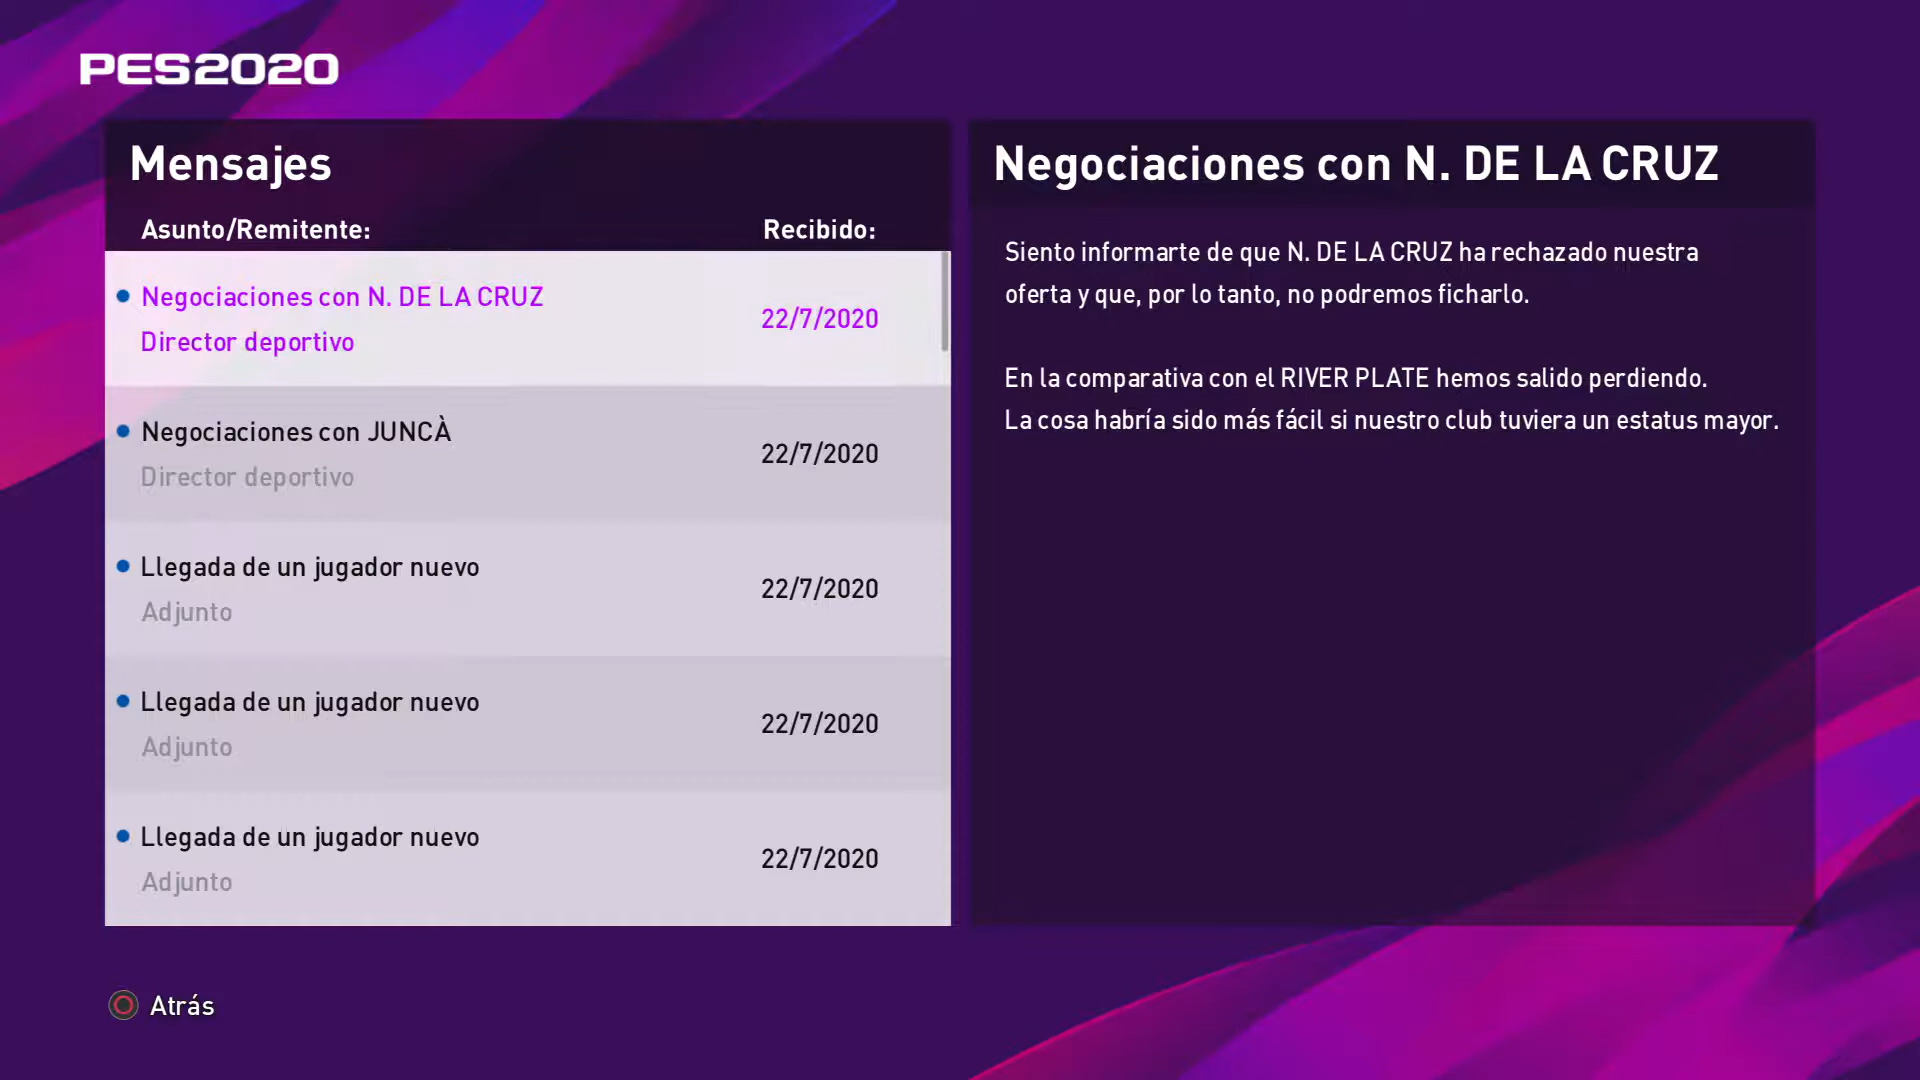 PES2020
Mensajes
Asunto/Remitente: Recibido:
Negociaciones con N. DE LA CRUZ
Director deportivo
22/7/2020
Negociaciones con JUNCÀ
Director deportivo
22/7/2020
Llegada de un jugador nuevo
Adjunto
22/7/2020
Llegada de un jugador nuevo
Adjunto
22/7/2020
Llegada de un jugador nuevo
Adjunto
22/7/2020
Negociaciones con N. DE LA CRUZ
Siento informarte de que N. DE LA CRUZ ha rechazado nuestra
oferta y que, por lo tanto, no podremos ficharlo.
En la comparativa con el RIVER PLATE hemos salido perdiendo.
La cosa habría sido más fácil si nuestro club tuviera un estatus mayor.
Atrás